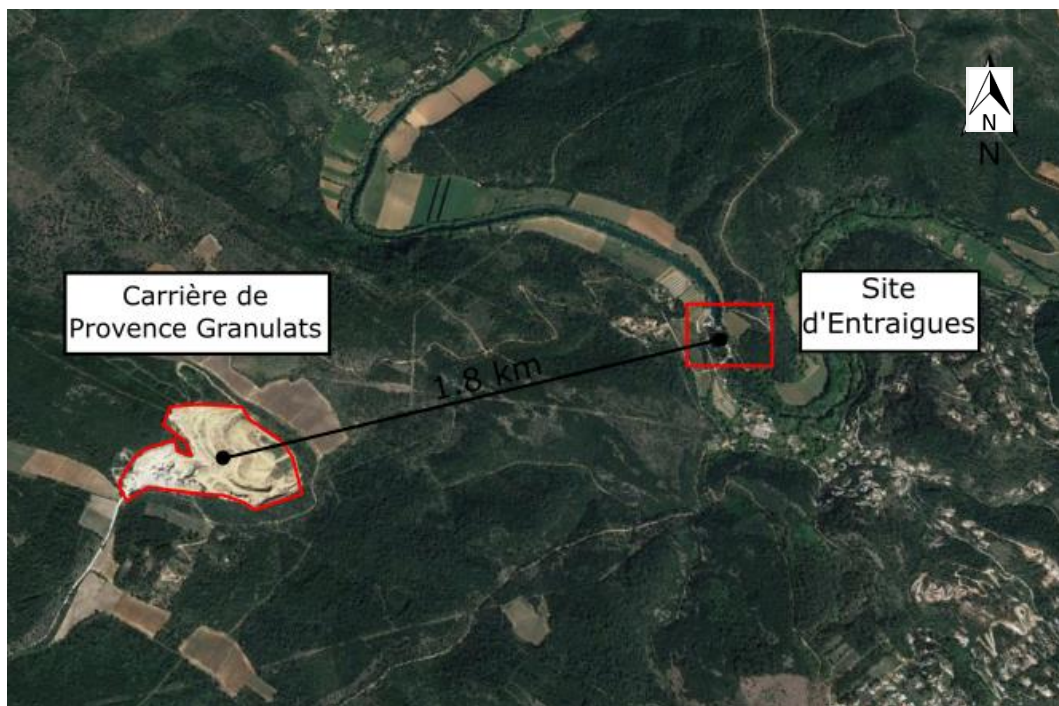 N
N
Carrière de
Provence Granulats
Site
d'Entraigues
1.8 km